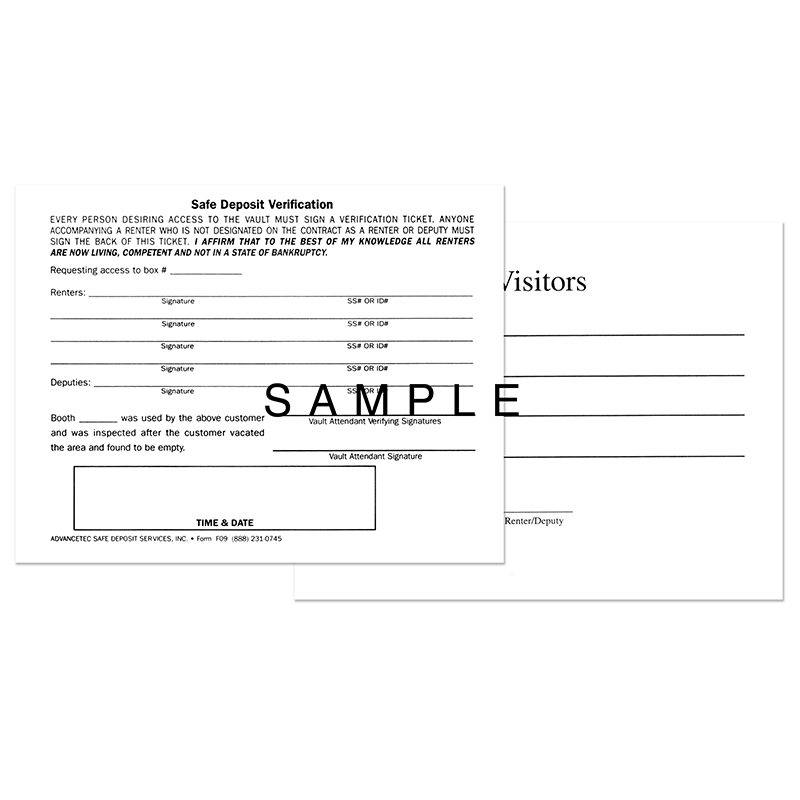 Safe Deposit Verification
EVERY PERSON DESIRING ACCESS TO THE VAULT MUST SIGN A VERIFICATION TICKET. ANYONE
ACCOMPANYING A RENTER WHO IS NOT DESIGNATED ON THE CONTRACT AS A RENTER OR DEPUTY MUST
SIGN THE BACK OF THIS TICKET. I AFFIRM THAT TO THE BEST OF MY KNOWLEDGE ALL RENTERS
ARE NOW LIVING, COMPETENT AND NOT IN A STATE OF BANKRUPTCY.
Requesting access to box #
Renters:
Signature SS# OR ID#
Signature SS# OR ID#
Signature SS# OR ID#
Signature SS# OR ID#
Deputies:
Signature SS# OR ID#
SAMPLE
Booth ________ was used by the above customer
and was inspected after the customer vacated
the area and found to be empty.
Vault Attendant Verifying Signatures
Vault Attendant Signature
TIME & DATE
ADVANCETEC SAFE DEPOSIT SERVICES, INC. • Form F09 (888) 231-0745
Visitors
Renter/Deputy